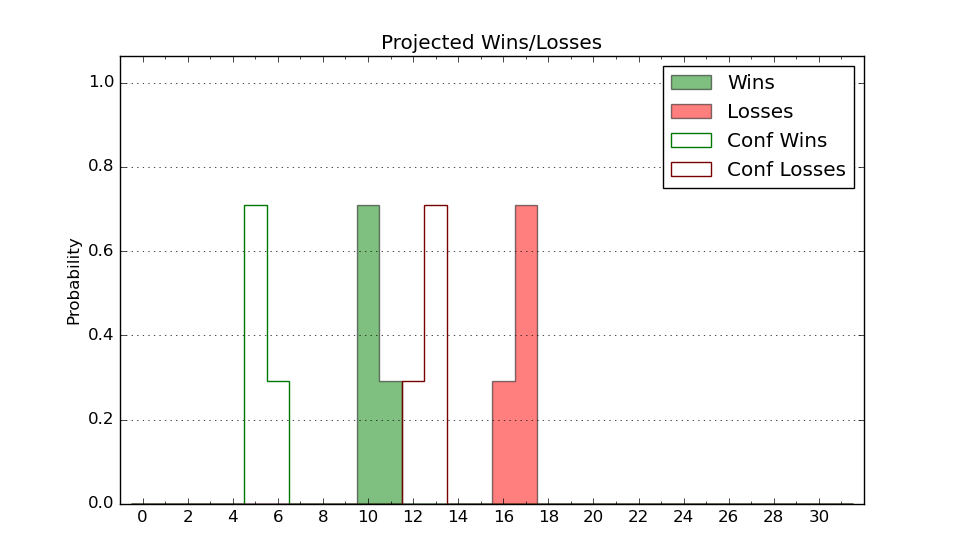 Projected Wins/Losses
Wins
Losses
Conf Wins
Conf Losses
Probability
1.0
0.8
0.6
0.4
0.2
0.0
0 2 4 6 8 10 12 14 16 18 20 22 24 26 28 30